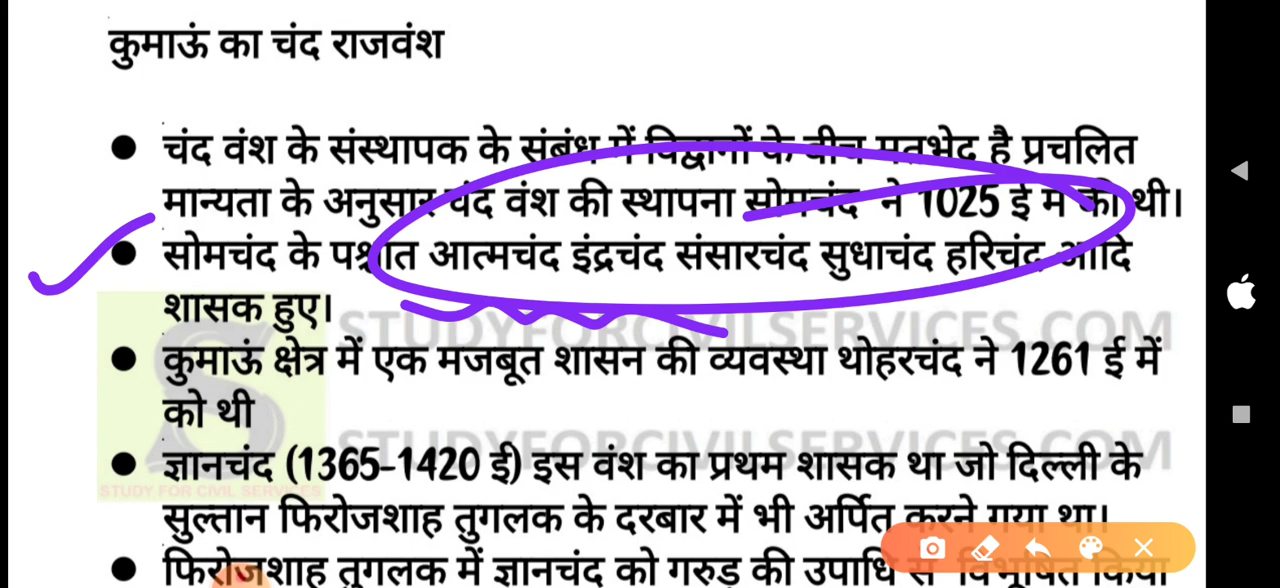 कुमाऊं का चंद राजवंश
चंद वंश के संस्थापक के संबंध में विद्वानों के बीच मतभेद है प्रचलित
मान्यता के अनुसार चंद वंश की स्थापना सोमचंद ने 1025 ई में की थी।
सोमचंद के पश्चात आत्मचंद इंद्रचंद संसारचंद सुधाचंद हरिचंद आदि
शासक हुए।
STUDYFORCIVILSERVICES.COM
कुमाऊं क्षेत्र में एक मजबूत शासन की व्यवस्था थोहरचंद ने 1261 ई में
को थी
STUDYFORCIVILSERVICES.COM
ज्ञानचंद (1365-1420 ई) इस वंश का प्रथम शासक था जो दिल्ली के
STUDY FOR CIVIL SERVICES
सुल्तान फिरोजशाह तुगलक के दरबार में भी अर्पित करने गया था।
फिरोजशाह तुगलक में ज्ञानचंद को गरुड की उपाधि से विभूषित किया